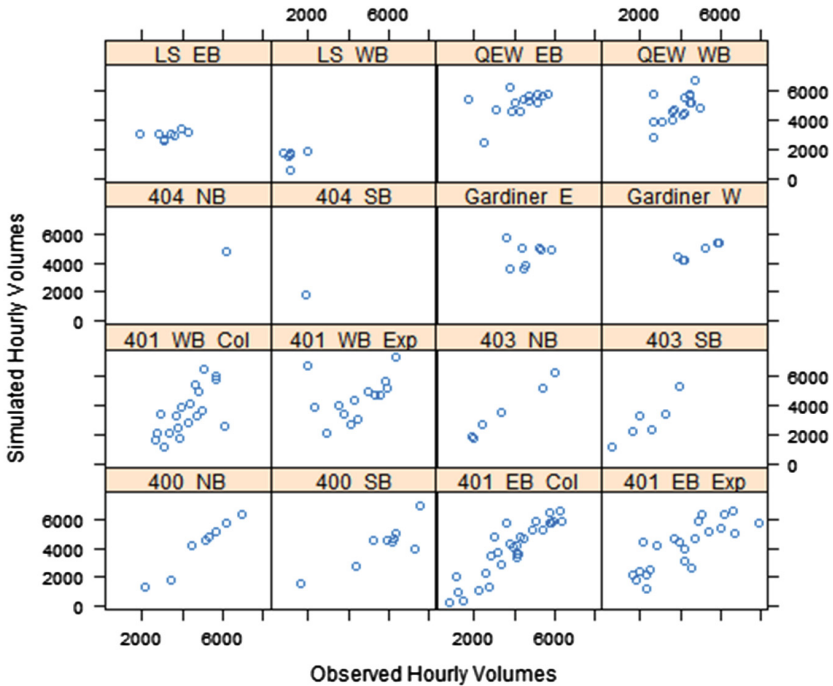 2000 6000
LS_EB LS_WB QEW_EB QEW_WB
6000
4000
2000
0
404_NB 404_SB Gardiner_E Gardiner_W
6000
4000
2000
0
401_WB_Col 401_WB_Exp 403_NB 403_SB
6000
4000
2000
0
400_NB 400_SB 401_EB_Col 401_EB_Exp
6000
4000
2000
0
2000 6000 2000 6000
Simulated Hourly Volumes
Observed Hourly Volumes